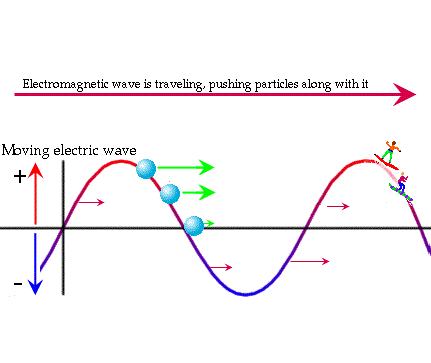 Electromagnetic wave is traveling, pushing particles along with it
Moving electric wave
+
-